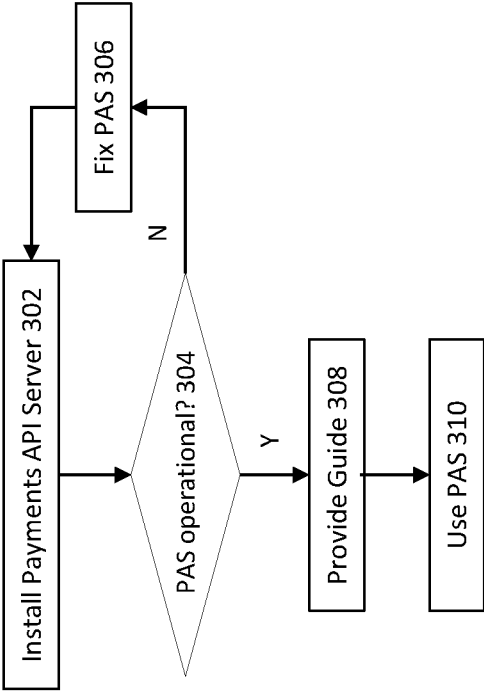 Install Payments API Server 302
PAS operational? 304
N
Fix PAS 306
Y
Provide Guide 308
Use PAS 310